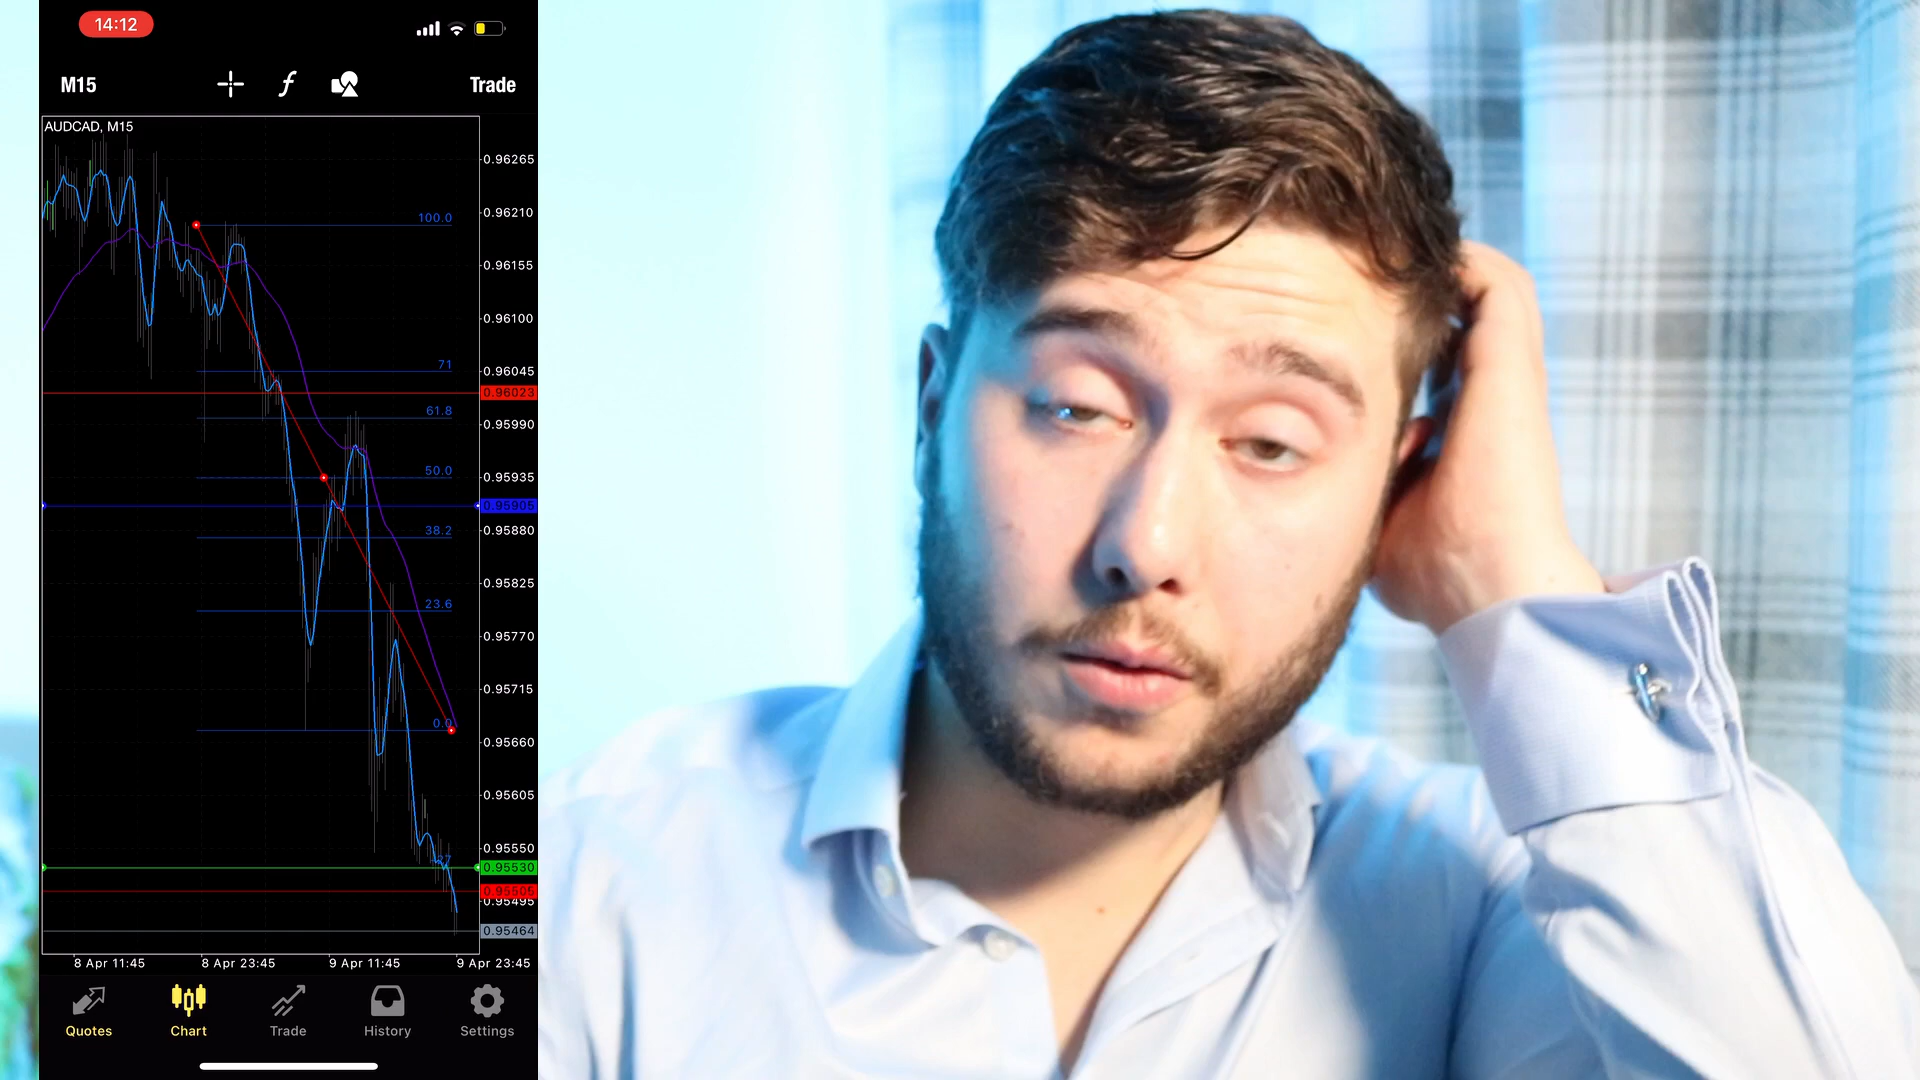 14:12
M15
f
Trade
AUDCAD, M15
0.96265
100.0
0.96210
0.96155
0.96100
71
0.96045
0.96023
61.8
0.95990
50.0
0.95935
0.95905
38.2
0.95880
0.95825
23.6
0.95770
0.95715
0.0
0.95660
0.95605
0.95550
0.95530
0.95505
0.95495
0.95464
8 Apr 11:45
8 Apr 23:45
9 Apr 11:45
9 Apr 23:45
Quotes
Chart
Trade
History
Settings